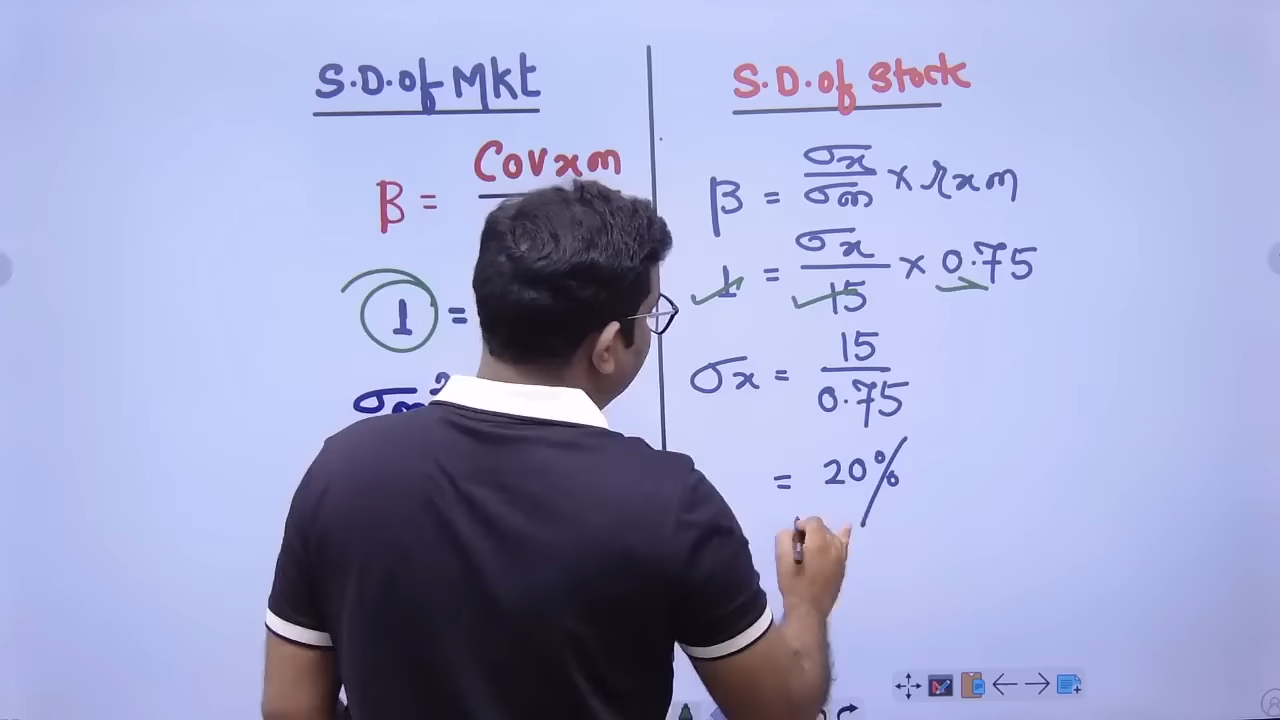 S.D. of Mkt
β = Cov xm
1 =
σm²
S.D. of Stock
β = σx/σm × rxm
1 = σx/15 × 0.75
σx = 15/0.75
= 20%